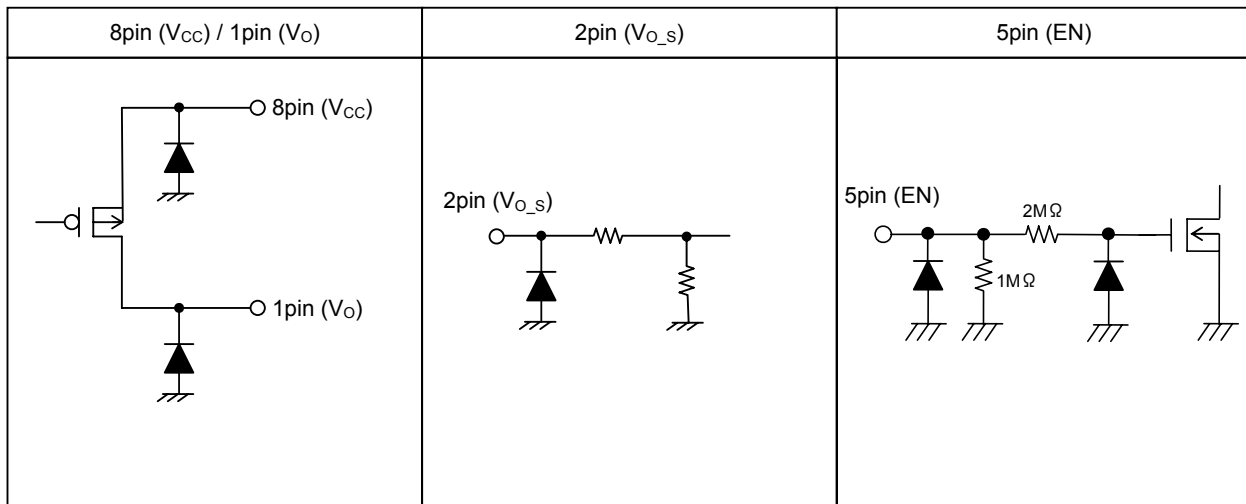 8pin (VCC) / 1pin (VO)
2pin (VO_S)
5pin (EN)
8pin (VCC)
1pin (VO)
2pin (VO_S)
5pin (EN)
2MΩ
1MΩ